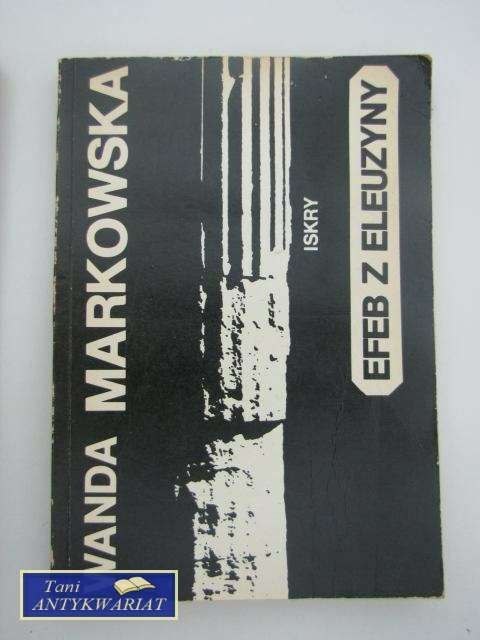 WANDA MARKOWSKA
ISKRY
EFEB Z ELEUZYNY
Tani
ANTYKWARIAT